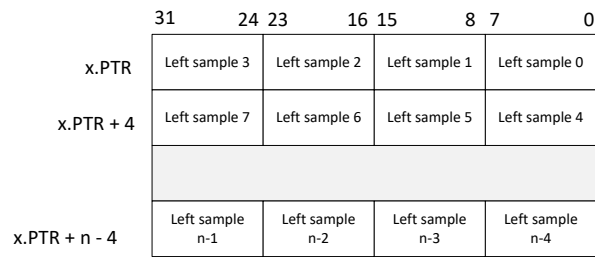 31 24 23 16 15 8 7 0
x.PTR Left sample 3 Left sample 2 Left sample 1 Left sample 0
x.PTR + 4 Left sample 7 Left sample 6 Left sample 5 Left sample 4
x.PTR + n - 4 Left sample Left sample Left sample Left sample
n-1 n-2 n-3 n-4